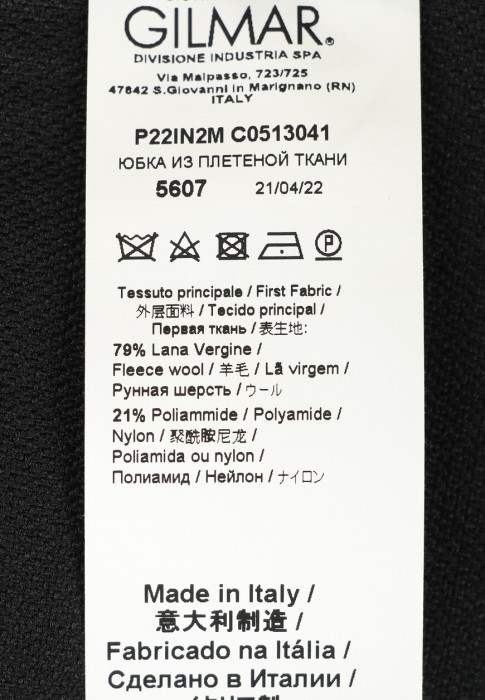 GILMAR®
DIVISIONE INDUSTRIA SPA
Via Malpasso, 723/725
47842 S.Giovanni in Marignano (RN)
ITALY
P22IN2M C0513041
ЮБКА ИЗ ПЛЕТЕНОЙ ТКАНИ
5607 21/04/22
P
Tessuto principale / First Fabric /
外层面料 / Tecido principal /
Первая ткань / 表生地:
79% Lana Vergine /
Fleece wool / 羊毛 / Lã virgem /
Рунная шерсть / ウール
21% Poliammide / Polyamide /
Nylon / 聚酰胺尼龙 /
Poliamida ou nylon /
Полиамид / Нейлон / ナイロン
Made in Italy /
意大利制造 /
Fabricado na Itália /
Сделано в Италии /